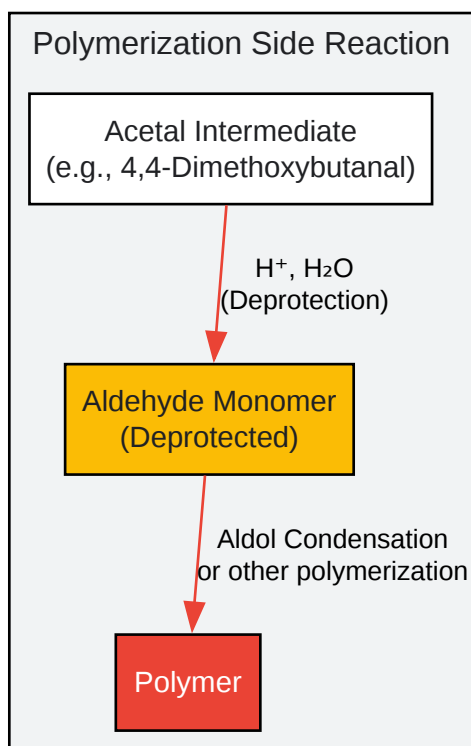 Polymerization Side Reaction
Acetal Intermediate
(e.g., 4,4-Dimethoxybutanal)
H⁺, H₂O
(Deprotection)
Aldehyde Monomer
(Deprotected)
Aldol Condensation
or other polymerization
Polymer